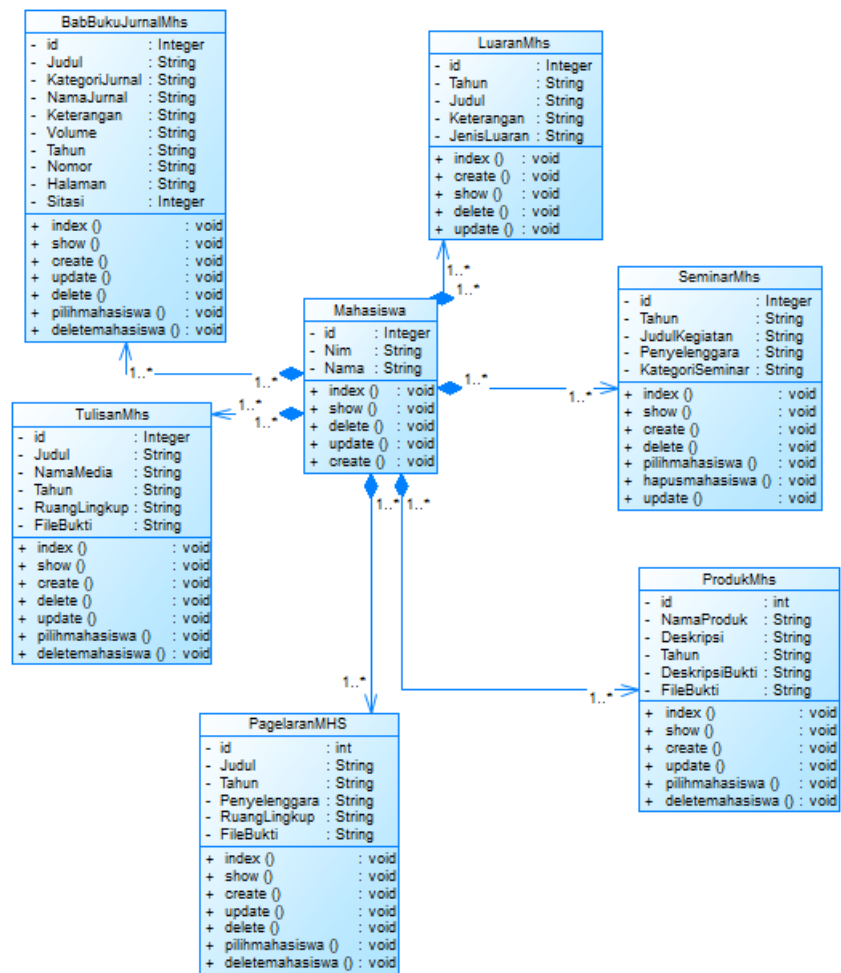 BabBukuJurnalMhs
- id : Integer
- Judul : String
- KategoriJurnal : String
- NamaJurnal : String
- Keterangan : String
- Volume : String
- Tahun : String
- Nomor : String
- Halaman : String
- Sitasi : Integer
+ index () : void
+ show () : void
+ create () : void
+ update () : void
+ delete () : void
+ pilihmahasiswa () : void
+ deletemahasiswa () : void
LuaranMhs
- id : Integer
- Tahun : String
- Judul : String
- Keterangan : String
- JenisLuaran : String
+ index () : void
+ create () : void
+ show () : void
+ delete () : void
+ update () : void
1..*
1..*
Mahasiswa
- id : Integer
- Nim : String
- Nama : String
+ index () : void
+ show () : void
+ delete () : void
+ update () : void
+ create () : void
1..*
1..*
1..*
1..*
1..*
1..*
SeminarMhs
- id : Integer
- Tahun : String
- JudulKegiatan : String
- Penyelenggara : String
- KategoriSeminar : String
+ index () : void
+ show () : void
+ create () : void
+ delete () : void
+ pilihmahasiswa () : void
+ hapusmahasiswa () : void
+ update () : void
TulisanMhs
- id : Integer
- Judul : String
- NamaMedia : String
- Tahun : String
- RuangLingkup : String
- FileBukti : String
+ index () : void
+ show () : void
+ create () : void
+ delete () : void
+ update () : void
+ pilihmahasiswa () : void
+ deletemahasiswa () : void
1..*
1..*
1..*
1..*
ProdukMhs
- id : int
- NamaProduk : String
- Deskripsi : String
- Tahun : String
- DeskripsiBukti : String
- FileBukti : String
+ index () : void
+ show () : void
+ create () : void
+ update () : void
+ pilihmahasiswa () : void
+ deletemahasiswa () : void
PagelaranMHS
- id : int
- Judul : String
- Tahun : String
- Penyelenggara : String
- RuangLingkup : String
- FileBukti : String
+ index () : void
+ show () : void
+ create () : void
+ update () : void
+ delete () : void
+ pilihmahasiswa () : void
+ deletemahasiswa () : void